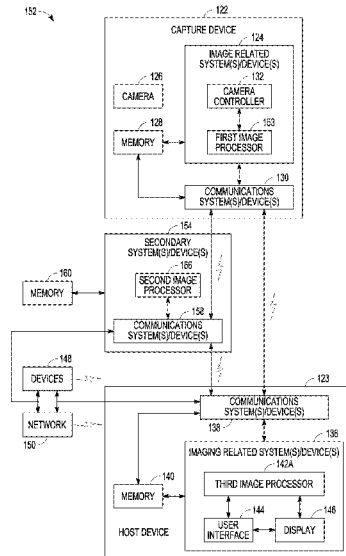 152
122
CAPTURE DEVICE
124
IMAGE RELATED
SYSTEM(S)/DEVICE(S)
126
CAMERA
132
CAMERA
CONTROLLER
128
MEMORY
163
FIRST IMAGE
PROCESSOR
130
COMMUNICATIONS
SYSTEM(S)/DEVICE(S)
154
SECONDARY
SYSTEM(S)/DEVICE(S)
156
SECOND IMAGE
PROCESSOR
160
MEMORY
158
COMMUNICATIONS
SYSTEM(S)/DEVICE(S)
148
DEVICES
123
COMMUNICATIONS
SYSTEM(S)/DEVICE(S)
138
NETWORK
150
136
IMAGING RELATED SYSTEM(S)/DEVICE(S)
142A
THIRD IMAGE PROCESSOR
140
MEMORY
144
146
USER
INTERFACE
DISPLAY
HOST DEVICE